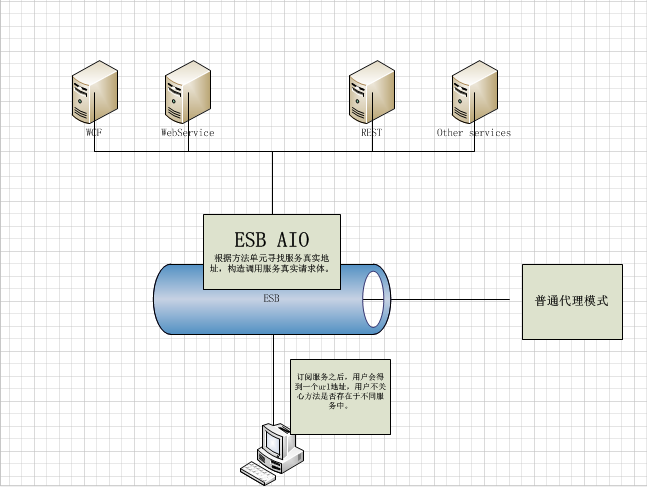 WCF
WebService
REST
Other services
ESB AIO
根据方法单元寻找服务真实地
址，构造调用服务真实请求体。
ESB
普通代理模式
订阅服务之后，用户会得
到一个url地址，用户不关
心方法是否存在于不同服
务中。